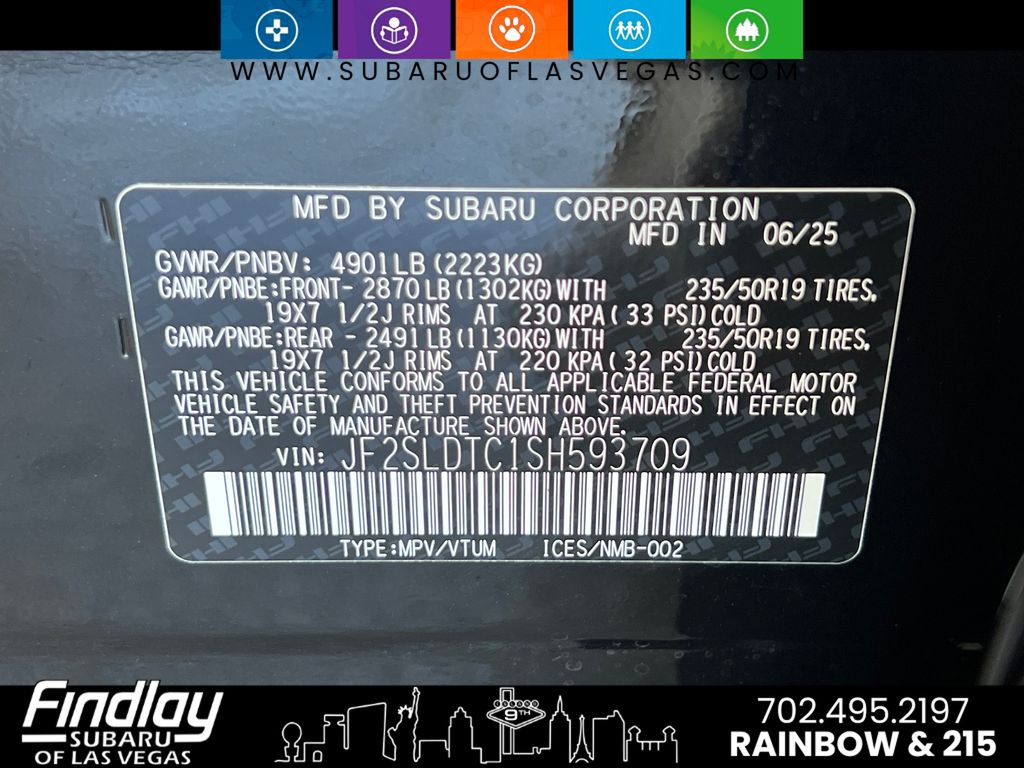 WWW.SUBARUOFLASVEGAS.COM
MFD BY SUBARU CORPORATION
MFD IN 06/25
GVWR/PNBV: 4901LB (2223KG)
GAWR/PNBE:FRONT- 2870LB(1302KG)WITH 235/50R19 TIRES,
19X7 1/2J RIMS AT 230 KPA( 33 PSI)COLD
GAWR/PNBE:REAR - 2491LB(1130KG)WITH 235/50R19 TIRES,
19X7 1/2J RIMS AT 220 KPA( 32 PSI)COLD
THIS VEHICLE CONFORMS TO ALL APPLICABLE FEDERAL MOTOR
VEHICLE SAFETY AND THEFT PREVENTION STANDARDS IN EFFECT ON
THE DATE OF MANUFACTURE SHOWN ABOVE.
VIN: JF2SLDTC1SH593709
TYPE:MPV/VTUM ICES/NMB-002
Findlay
SUBARU
OF LAS VEGAS
9TH
702.495.2197
RAINBOW & 215